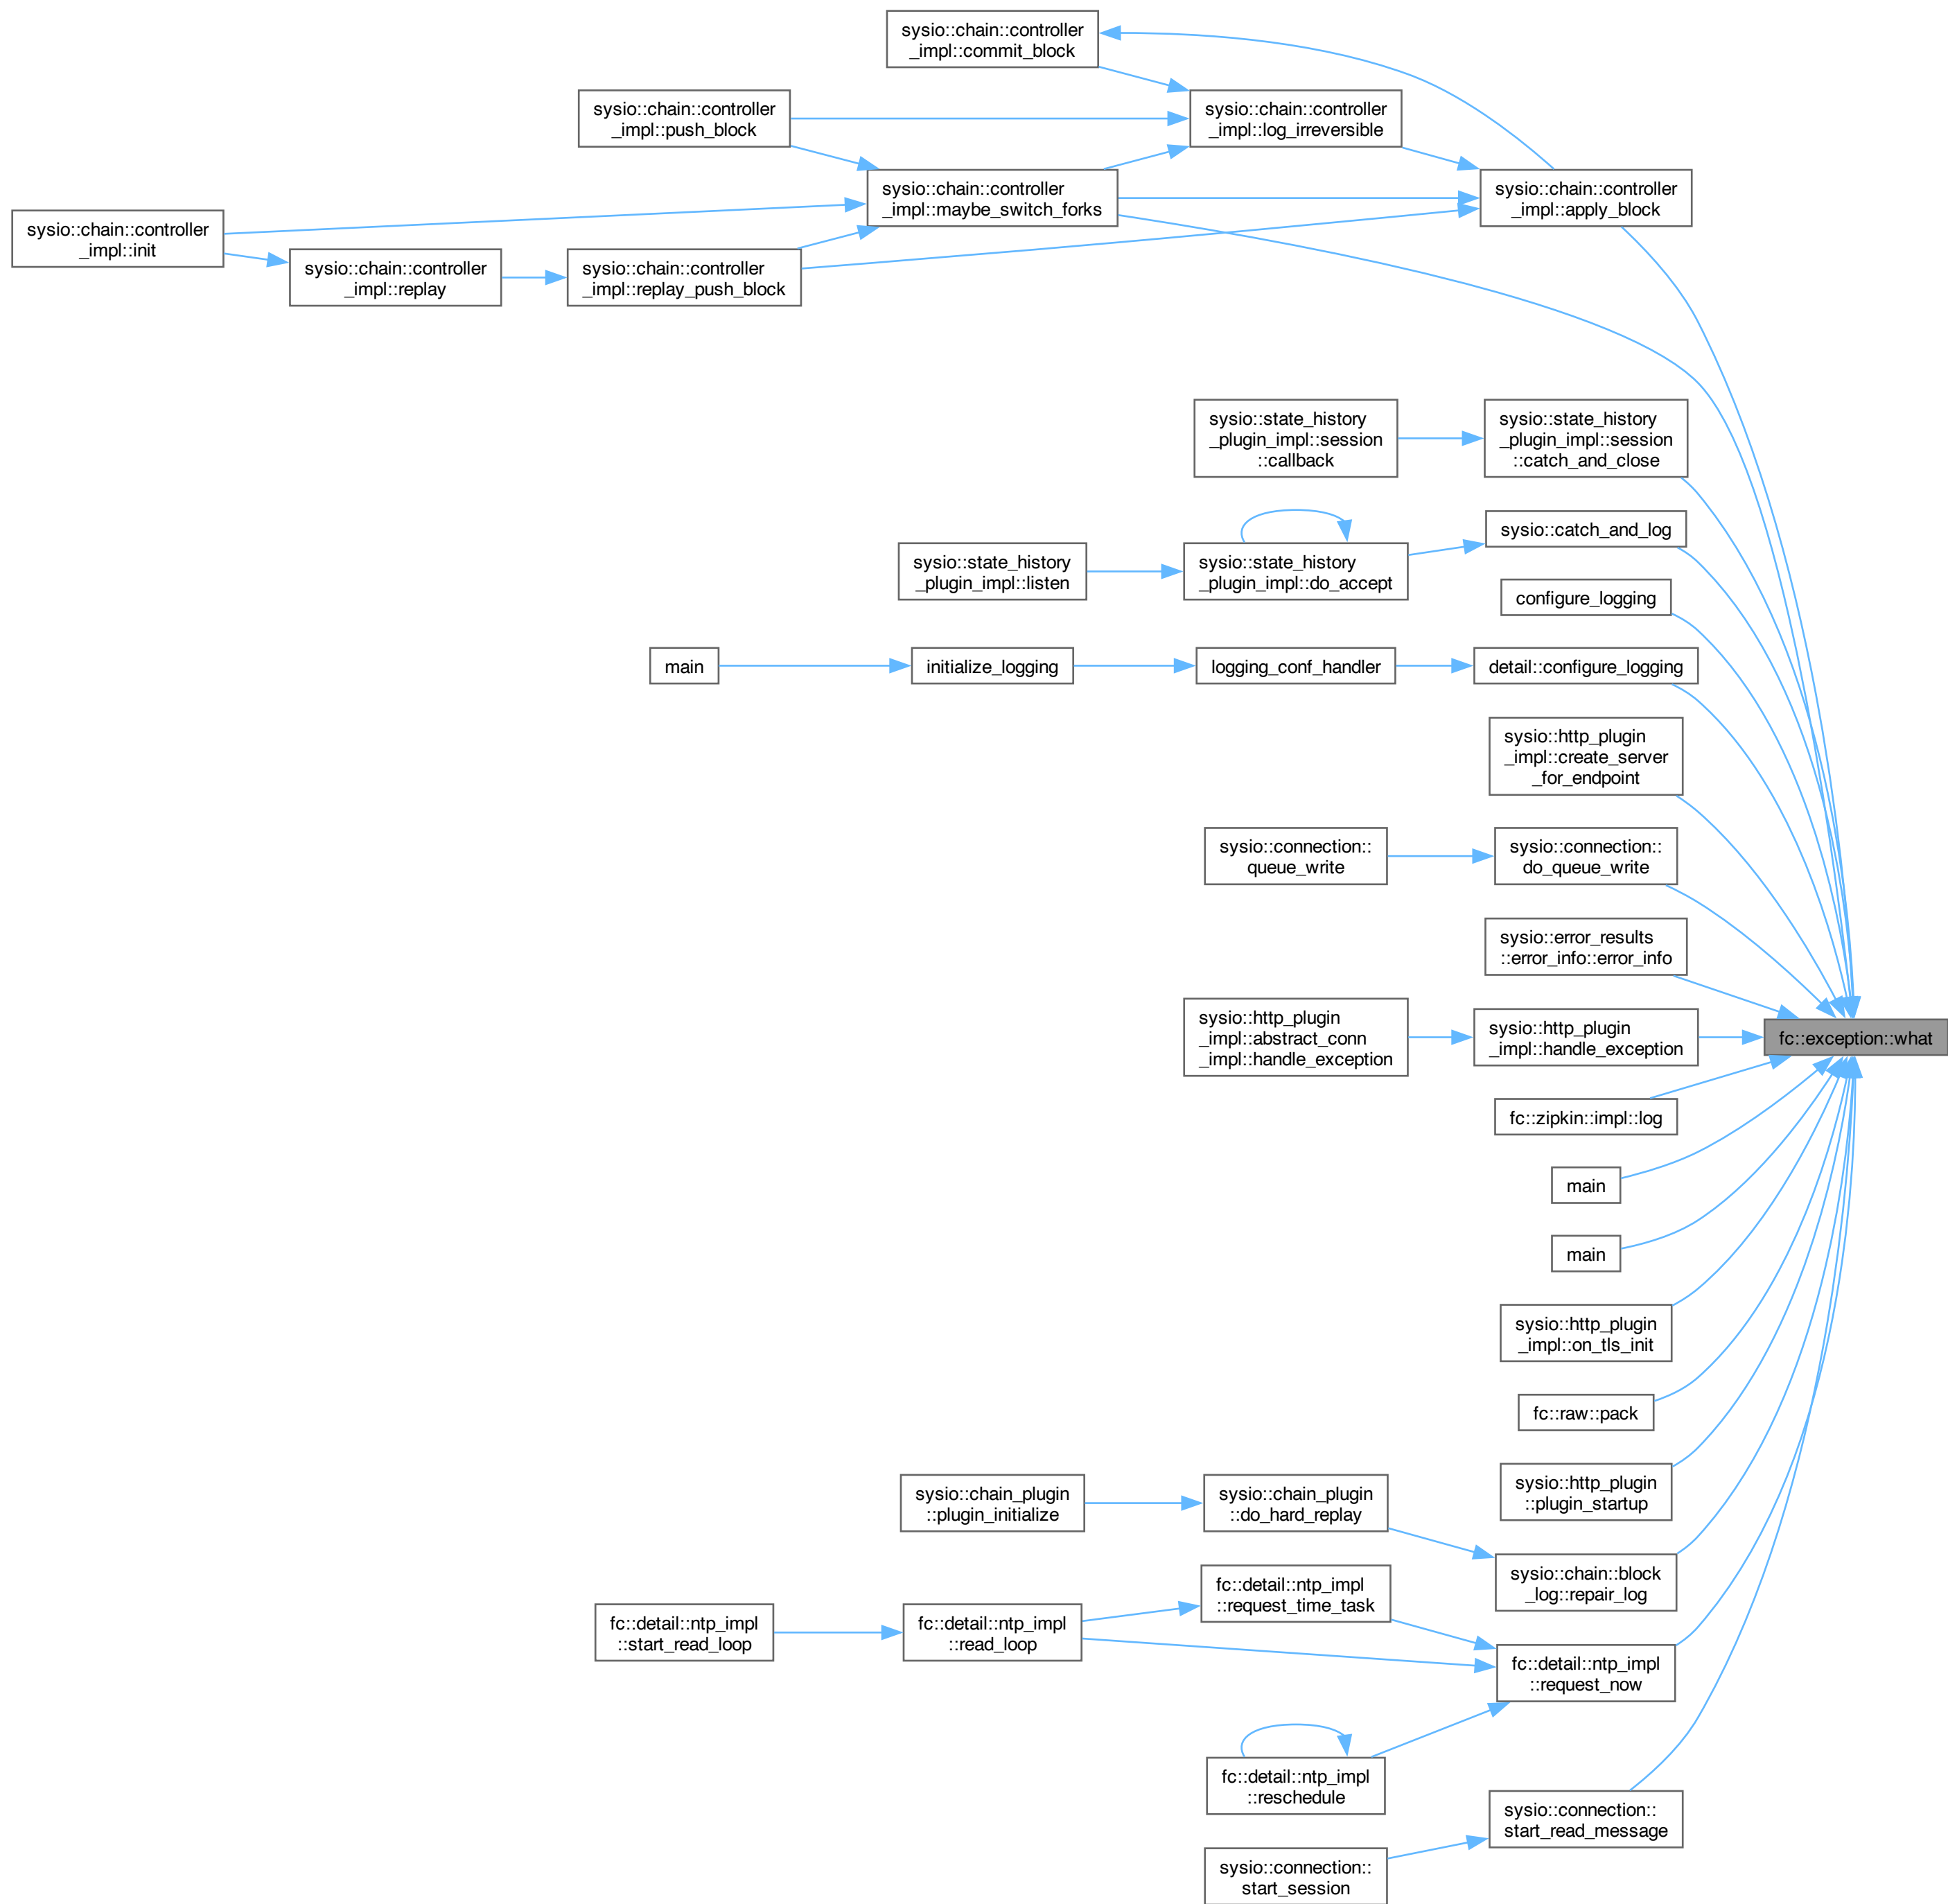 sysio::chain::controller
_impl::commit_block
sysio::chain::controller
_impl::push_block
sysio::chain::controller
_impl::log_irreversible
sysio::chain::controller
_impl::maybe_switch_forks
sysio::chain::controller
_impl::apply_block
sysio::chain::controller
_impl::init
sysio::chain::controller
_impl::replay
sysio::chain::controller
_impl::replay_push_block
sysio::state_history
_plugin_impl::session
::callback
sysio::state_history
_plugin_impl::session
::catch_and_close
sysio::catch_and_log
sysio::state_history
_plugin_impl::listen
sysio::state_history
_plugin_impl::do_accept
configure_logging
main
initialize_logging
logging_conf_handler
detail::configure_logging
sysio::http_plugin
_impl::create_server
_for_endpoint
sysio::connection::
queue_write
sysio::connection::
do_queue_write
sysio::error_results
::error_info::error_info
sysio::http_plugin
_impl::abstract_conn
_impl::handle_exception
sysio::http_plugin
_impl::handle_exception
fc::exception::what
fc::zipkin::impl::log
main
main
sysio::http_plugin
_impl::on_tls_init
fc::raw::pack
sysio::http_plugin
::plugin_startup
sysio::chain_plugin
::plugin_initialize
sysio::chain_plugin
::do_hard_replay
sysio::chain::block
_log::repair_log
fc::detail::ntp_impl
::request_time_task
fc::detail::ntp_impl
::start_read_loop
fc::detail::ntp_impl
::read_loop
fc::detail::ntp_impl
::request_now
fc::detail::ntp_impl
::reschedule
sysio::connection::
start_read_message
sysio::connection::
start_session